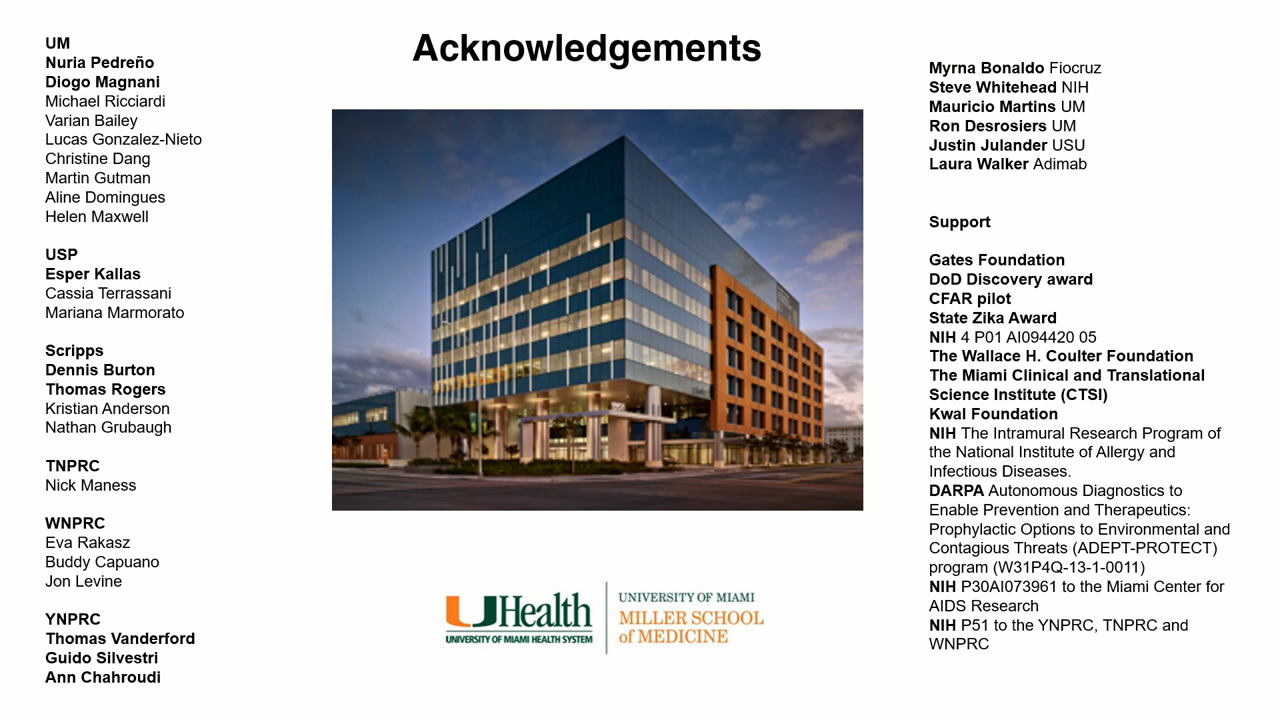 Acknowledgements
UM
Nuria Pedreño
Diogo Magnani
Michael Ricciardi
Varian Bailey
Lucas Gonzalez-Nieto
Christine Dang
Martin Gutman
Aline Domingues
Helen Maxwell
USP
Esper Kallas
Cassia Terrassani
Mariana Marmorato
Scripps
Dennis Burton
Thomas Rogers
Kristian Anderson
Nathan Grubaugh
TNPRC
Nick Maness
WNPRC
Eva Rakasz
Buddy Capuano
Jon Levine
YNPRC
Thomas Vanderford
Guido Silvestri
Ann Chahroudi
UHealth
UNIVERSITY OF MIAMI HEALTH SYSTEM
UNIVERSITY OF MIAMI
MILLER SCHOOL
of MEDICINE
Myrna Bonaldo Fiocruz
Steve Whitehead NIH
Mauricio Martins UM
Ron Desrosiers UM
Justin Julander USU
Laura Walker Adimab
Support
Gates Foundation
DoD Discovery award
CFAR pilot
State Zika Award
NIH 4 P01 AI094420 05
The Wallace H. Coulter Foundation
The Miami Clinical and Translational
Science Institute (CTSI)
Kwal Foundation
NIH The Intramural Research Program of
the National Institute of Allergy and
Infectious Diseases.
DARPA Autonomous Diagnostics to
Enable Prevention and Therapeutics:
Prophylactic Options to Environmental and
Contagious Threats (ADEPT-PROTECT)
program (W31P4Q-13-1-0011)
NIH P30AI073961 to the Miami Center for
AIDS Research
NIH P51 to the YNPRC, TNPRC and
WNPRC